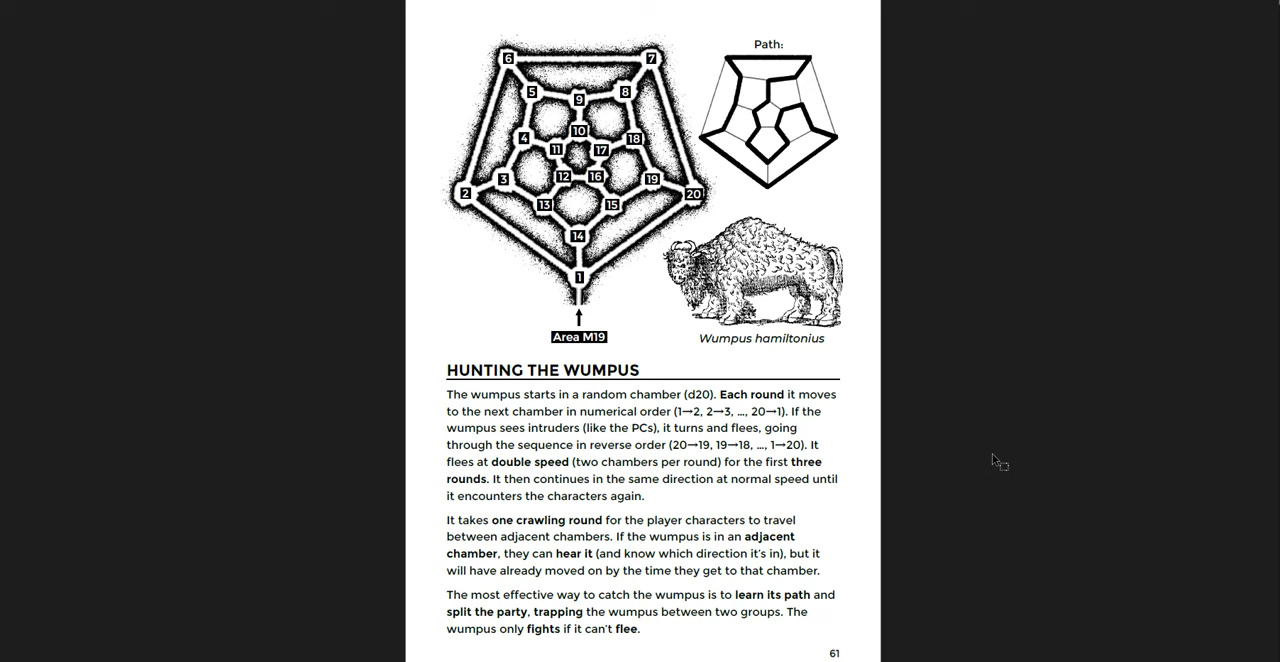 Path:
6
7
5
9
8
10
4
18
11
17
12
16
3
19
2
20
13
15
14
1
Area M19
Wumpus hamiltonius
HUNTING THE WUMPUS
The wumpus starts in a random chamber (d20). Each round it moves
to the next chamber in numerical order (1→2, 2→3, ..., 20→1). If the
wumpus sees intruders (like the PCs), it turns and flees, going
through the sequence in reverse order (20→19, 19→18, ..., 1→20). It
flees at double speed (two chambers per round) for the first three
rounds. It then continues in the same direction at normal speed until
it encounters the characters again.
It takes one crawling round for the player characters to travel
between adjacent chambers. If the wumpus is in an adjacent
chamber, they can hear it (and know which direction it's in), but it
will have already moved on by the time they get to that chamber.
The most effective way to catch the wumpus is to learn its path and
split the party, trapping the wumpus between two groups. The
wumpus only fights if it can't flee.
61